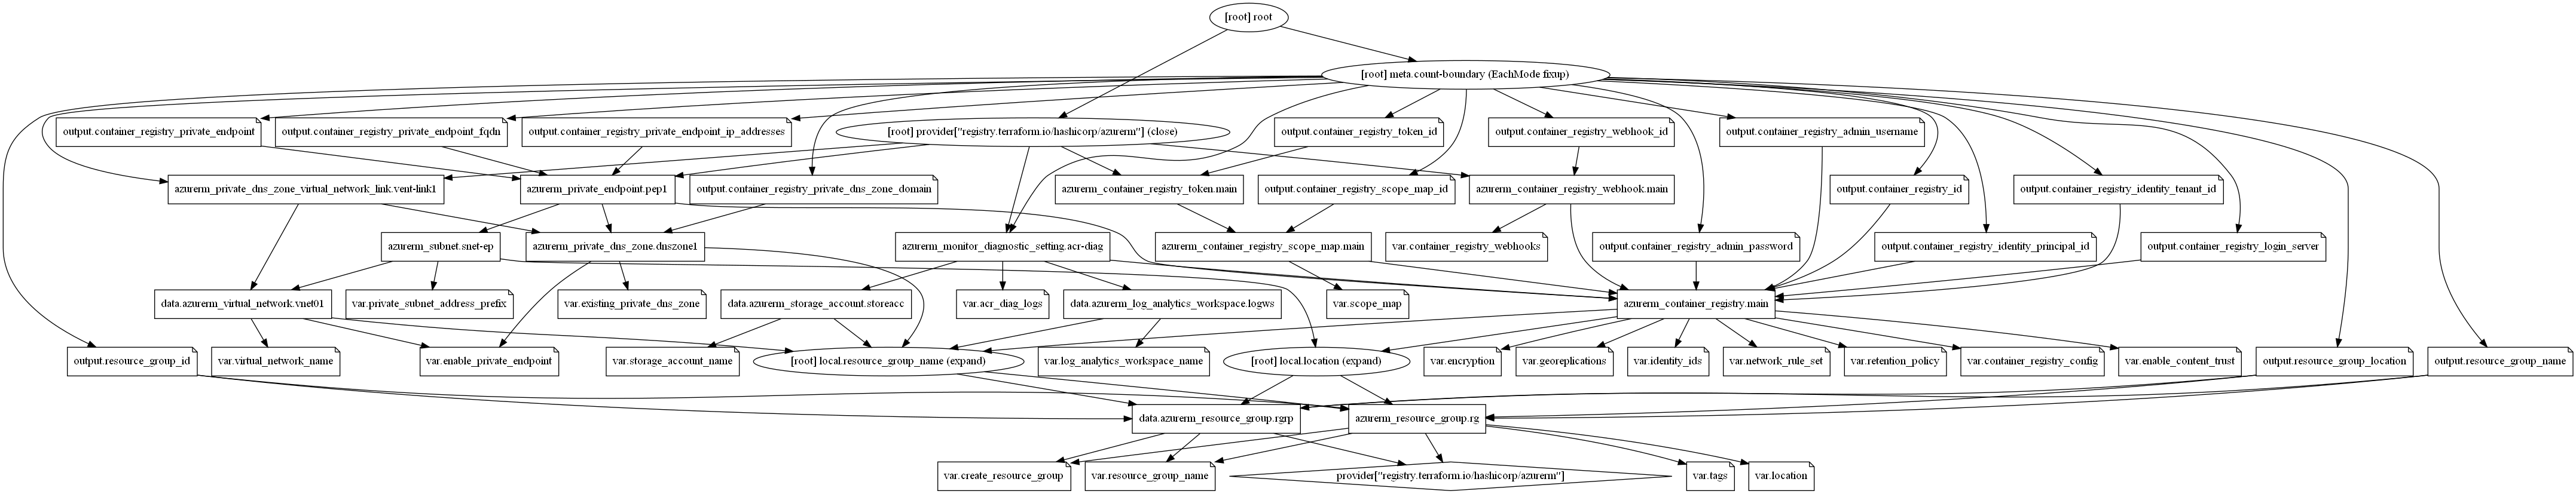 [root] root
[root] meta.count-boundary (EachMode fixup)
output.container_registry_private_endpoint
output.container_registry_private_endpoint_fqdn
output.container_registry_private_endpoint_ip_addresses
[root] provider["registry.terraform.io/hashicorp/azurerm"] (close)
output.container_registry_token_id
output.container_registry_webhook_id
output.container_registry_admin_username
azurerm_private_dns_zone_virtual_network_link.vent-link1
azurerm_private_endpoint.pep1
output.container_registry_private_dns_zone_domain
azurerm_container_registry_token.main
output.container_registry_scope_map_id
azurerm_container_registry_webhook.main
output.container_registry_id
output.container_registry_identity_tenant_id
azurerm_subnet.snet-ep
azurerm_private_dns_zone.dnszone1
azurerm_monitor_diagnostic_setting.acr-diag
azurerm_container_registry_scope_map.main
var.container_registry_webhooks
output.container_registry_admin_password
output.container_registry_identity_principal_id
output.container_registry_login_server
data.azurerm_virtual_network.vnet01
var.private_subnet_address_prefix
var.existing_private_dns_zone
data.azurerm_storage_account.storeacc
var.acr_diag_logs
data.azurerm_log_analytics_workspace.logws
var.scope_map
azurerm_container_registry.main
output.resource_group_id
var.virtual_network_name
var.enable_private_endpoint
var.storage_account_name
[root] local.resource_group_name (expand)
var.log_analytics_workspace_name
[root] local.location (expand)
var.encryption
var.georeplications
var.identity_ids
var.network_rule_set
var.retention_policy
var.container_registry_config
var.enable_content_trust
output.resource_group_location
output.resource_group_name
data.azurerm_resource_group.rgrp
azurerm_resource_group.rg
var.create_resource_group
var.resource_group_name
provider["registry.terraform.io/hashicorp/azurerm"]
var.tags
var.location